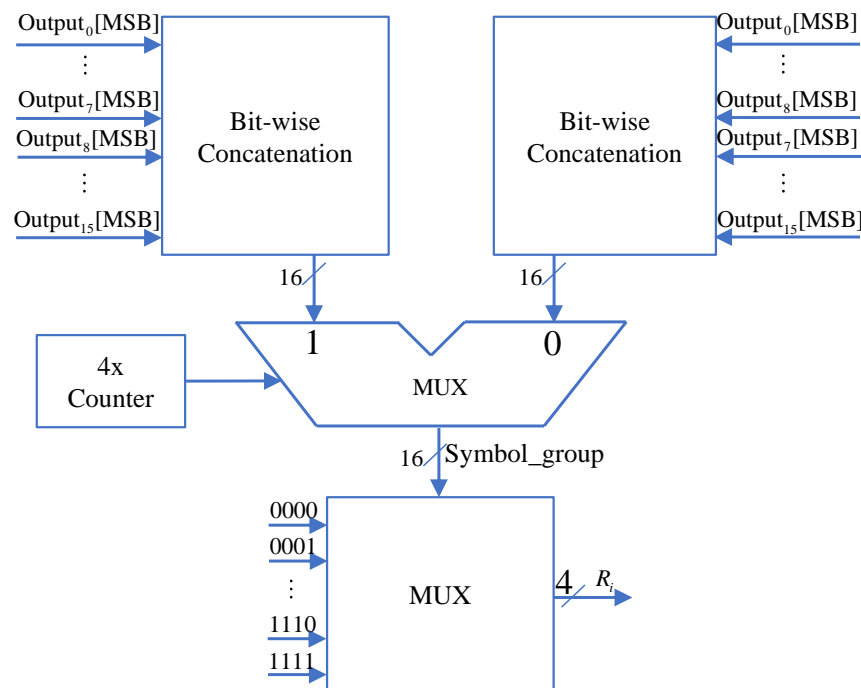 Output₀[MSB]
⋮
Output₇[MSB]
Output₈[MSB]
⋮
Output₁₅[MSB]
Bit-wise
Concatenation
Bit-wise
Concatenation
Output₀[MSB]
⋮
Output₈[MSB]
Output₇[MSB]
⋮
Output₁₅[MSB]
16
16
1
0
MUX
4x
Counter
16
Symbol_group
0000
0001
⋮
1110
1111
MUX
4
Rᵢ